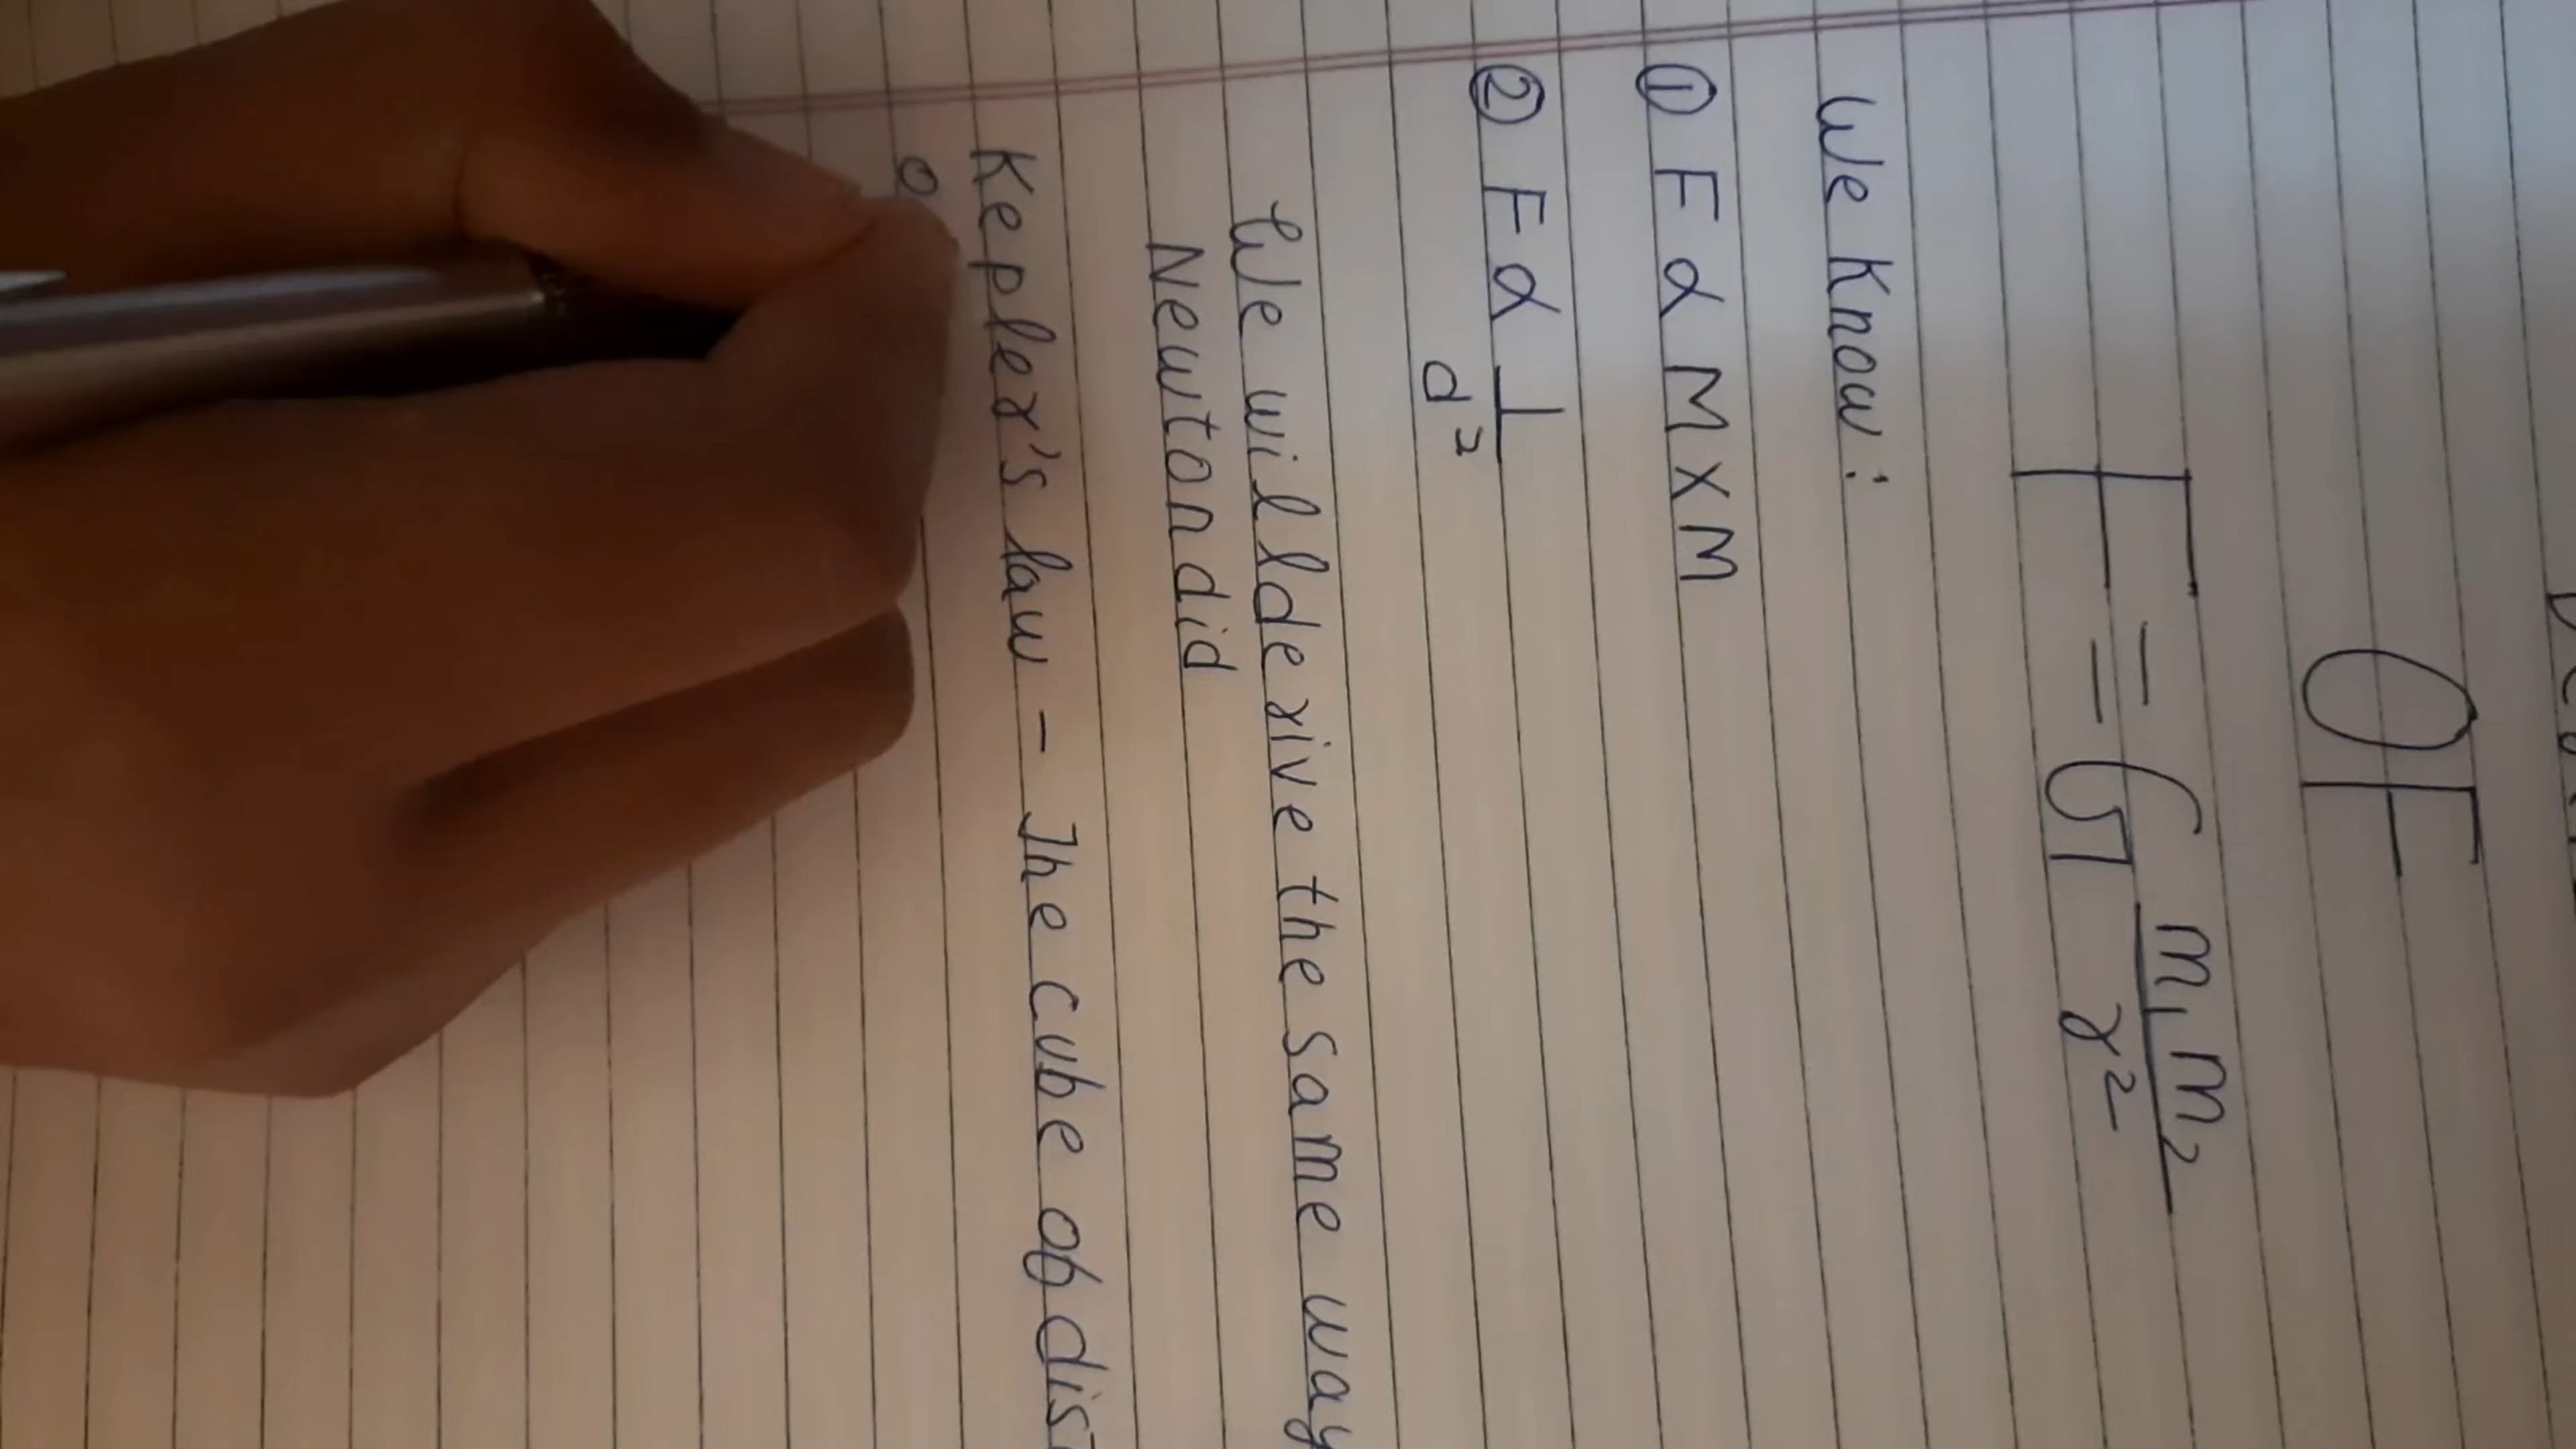 OF
F = G m₁m₂/r²
We Know:
① F α M x M
② F α 1/d²
We will derive the same way
Newton did
Kepler's law - The cube of dis
o